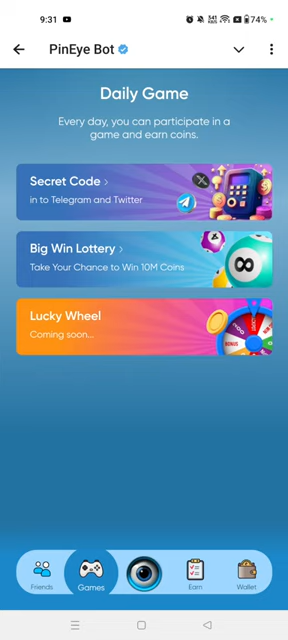 9:31
74%
PinEye Bot
Daily Game
Every day, you can participate in a
game and earn coins.
Secret Code
in to Telegram and Twitter
Big Win Lottery
Take Your Chance to Win 10M Coins
8
Lucky Wheel
Coming soon...
BONUS
Friends
Games
Earn
Wallet